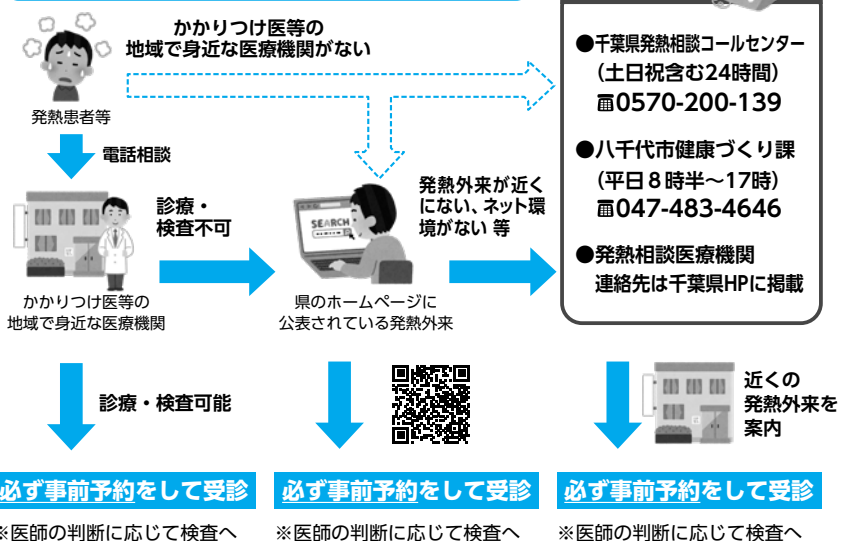 かかりつけ医等の
地域で身近な医療機関がない
発熱患者等
電話相談
かかりつけ医等の
地域で身近な医療機関
診療・
検査不可
SEARCH
県のホームページに
公表されている発熱外来
発熱外来が近く
にない、ネット環
境がない 等
●千葉県発熱相談コールセンター
（土日祝含む24時間）
☎0570-200-139
●八千代市健康づくり課
（平日８時半～17時）
☎047-483-4646
●発熱相談医療機関
連絡先は千葉県HPに掲載
診療・検査可能
近くの
発熱外来を
案内
必ず事前予約をして受診
※医師の判断に応じて検査へ
必ず事前予約をして受診
※医師の判断に応じて検査へ
必ず事前予約をして受診
※医師の判断に応じて検査へ